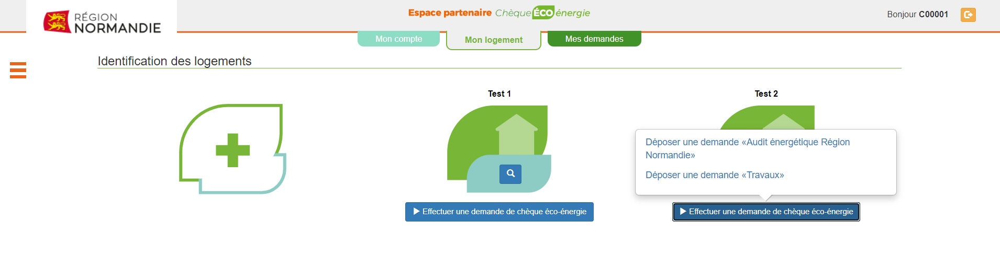 RÉGION
NORMANDIE
Espace partenaire Chèque ÉCO énergie
Bonjour C00001
Mon compte
Mon logement
Mes demandes
Identification des logements
Test 1
Test 2
Déposer une demande «Audit énergétique Région
Normandie»
Déposer une demande «Travaux»
Effectuer une demande de chèque éco-énergie
Effectuer une demande de chèque éco-énergie